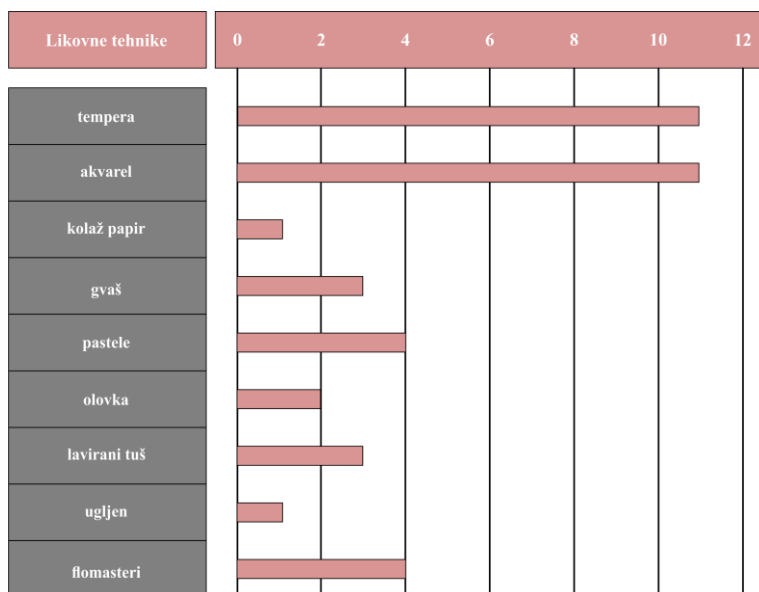 Likovne tehnike 0 2 4 6 8 10 12
tempera
akvarel
kolaž papir
gvaš
pastele
olovka
lavirani tuš
ugljen
flomasteri